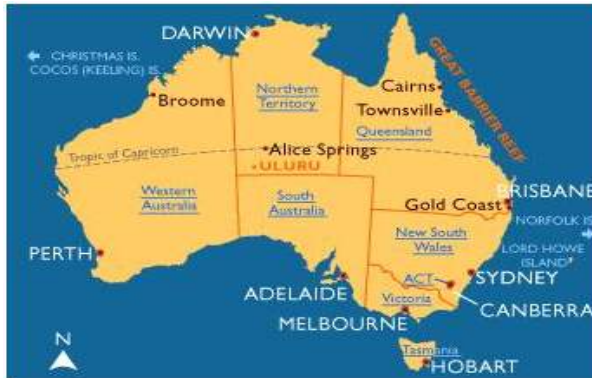 DARWIN
CHRISTMAS IS.
COCOS (KEELING) IS.
Northern
Territory
Cairns
Townsville
Queensland
GREAT BARRIER REEF
Broome
Tropic of Capricorn
Alice Springs
ULURU
Western
Australia
South
Australia
BRISBANE
Gold Coast
NORFOLK IS
New South
Wales
LORD HOWE
ISLAND
PERTH
ACT
SYDNEY
ADELAIDE
Victoria
CANBERRA
MELBOURNE
N
Tasmania
HOBART